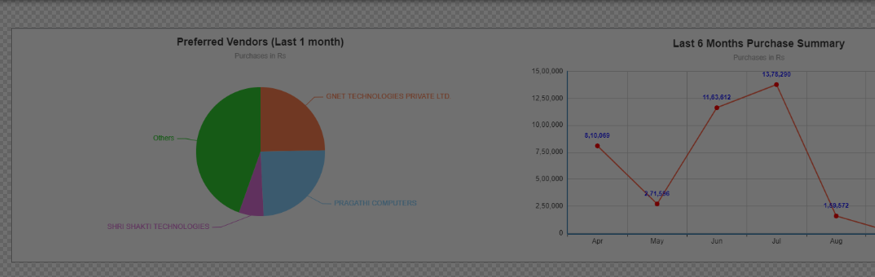 Preferred Vendors (Last 1 month)
Purchases in Rs
GNET TECHNOLOGIES PRIVATE LTD
Others
PRAGATHI COMPUTERS
SHRI SHAKTI TECHNOLOGIES
Last 6 Months Purchase Summary
Purchases in Rs
15,00,000
12,50,000
10,00,000
7,50,000
5,00,000
2,50,000
0
8,10,069
2,71,596
11,63,612
13,75,290
1,59,572
Apr
May
Jun
Jul
Aug